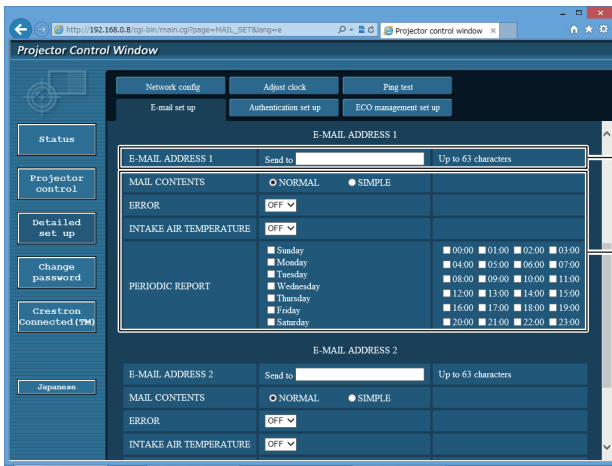 http://192.168.0.8/cgi-bin/main.cgi?page=MAIL_SET&lang=e
Projector control window
Projector Control Window
Network config Adjust clock Ping test
E-mail set up Authentication set up ECO management set up
Status
Projector control
Detailed set up
Change password
Crestron Connected(TM)
Japanese
E-MAIL ADDRESS 1
E-MAIL ADDRESS 1 Send to Up to 63 characters
MAIL CONTENTS NORMAL SIMPLE
ERROR OFF
INTAKE AIR TEMPERATURE OFF
PERIODIC REPORT
Sunday
Monday
Tuesday
Wednesday
Thursday
Friday
Saturday
00:00 01:00 02:00 03:00
04:00 05:00 06:00 07:00
08:00 09:00 10:00 11:00
12:00 13:00 14:00 15:00
16:00 17:00 18:00 19:00
20:00 21:00 22:00 23:00
E-MAIL ADDRESS 2
E-MAIL ADDRESS 2 Send to Up to 63 characters
MAIL CONTENTS NORMAL SIMPLE
ERROR OFF
INTAKE AIR TEMPERATURE OFF